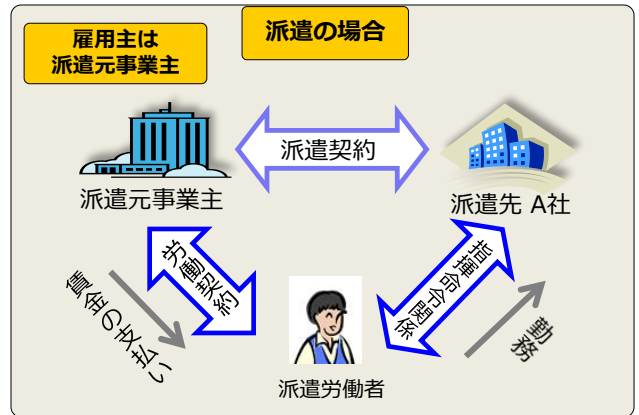 派遣の場合
雇用主は
派遣元事業主
派遣契約
派遣元事業主
派遣先 A社
労働契約
指揮命令関係
賃金の支払い
勤務
派遣労働者